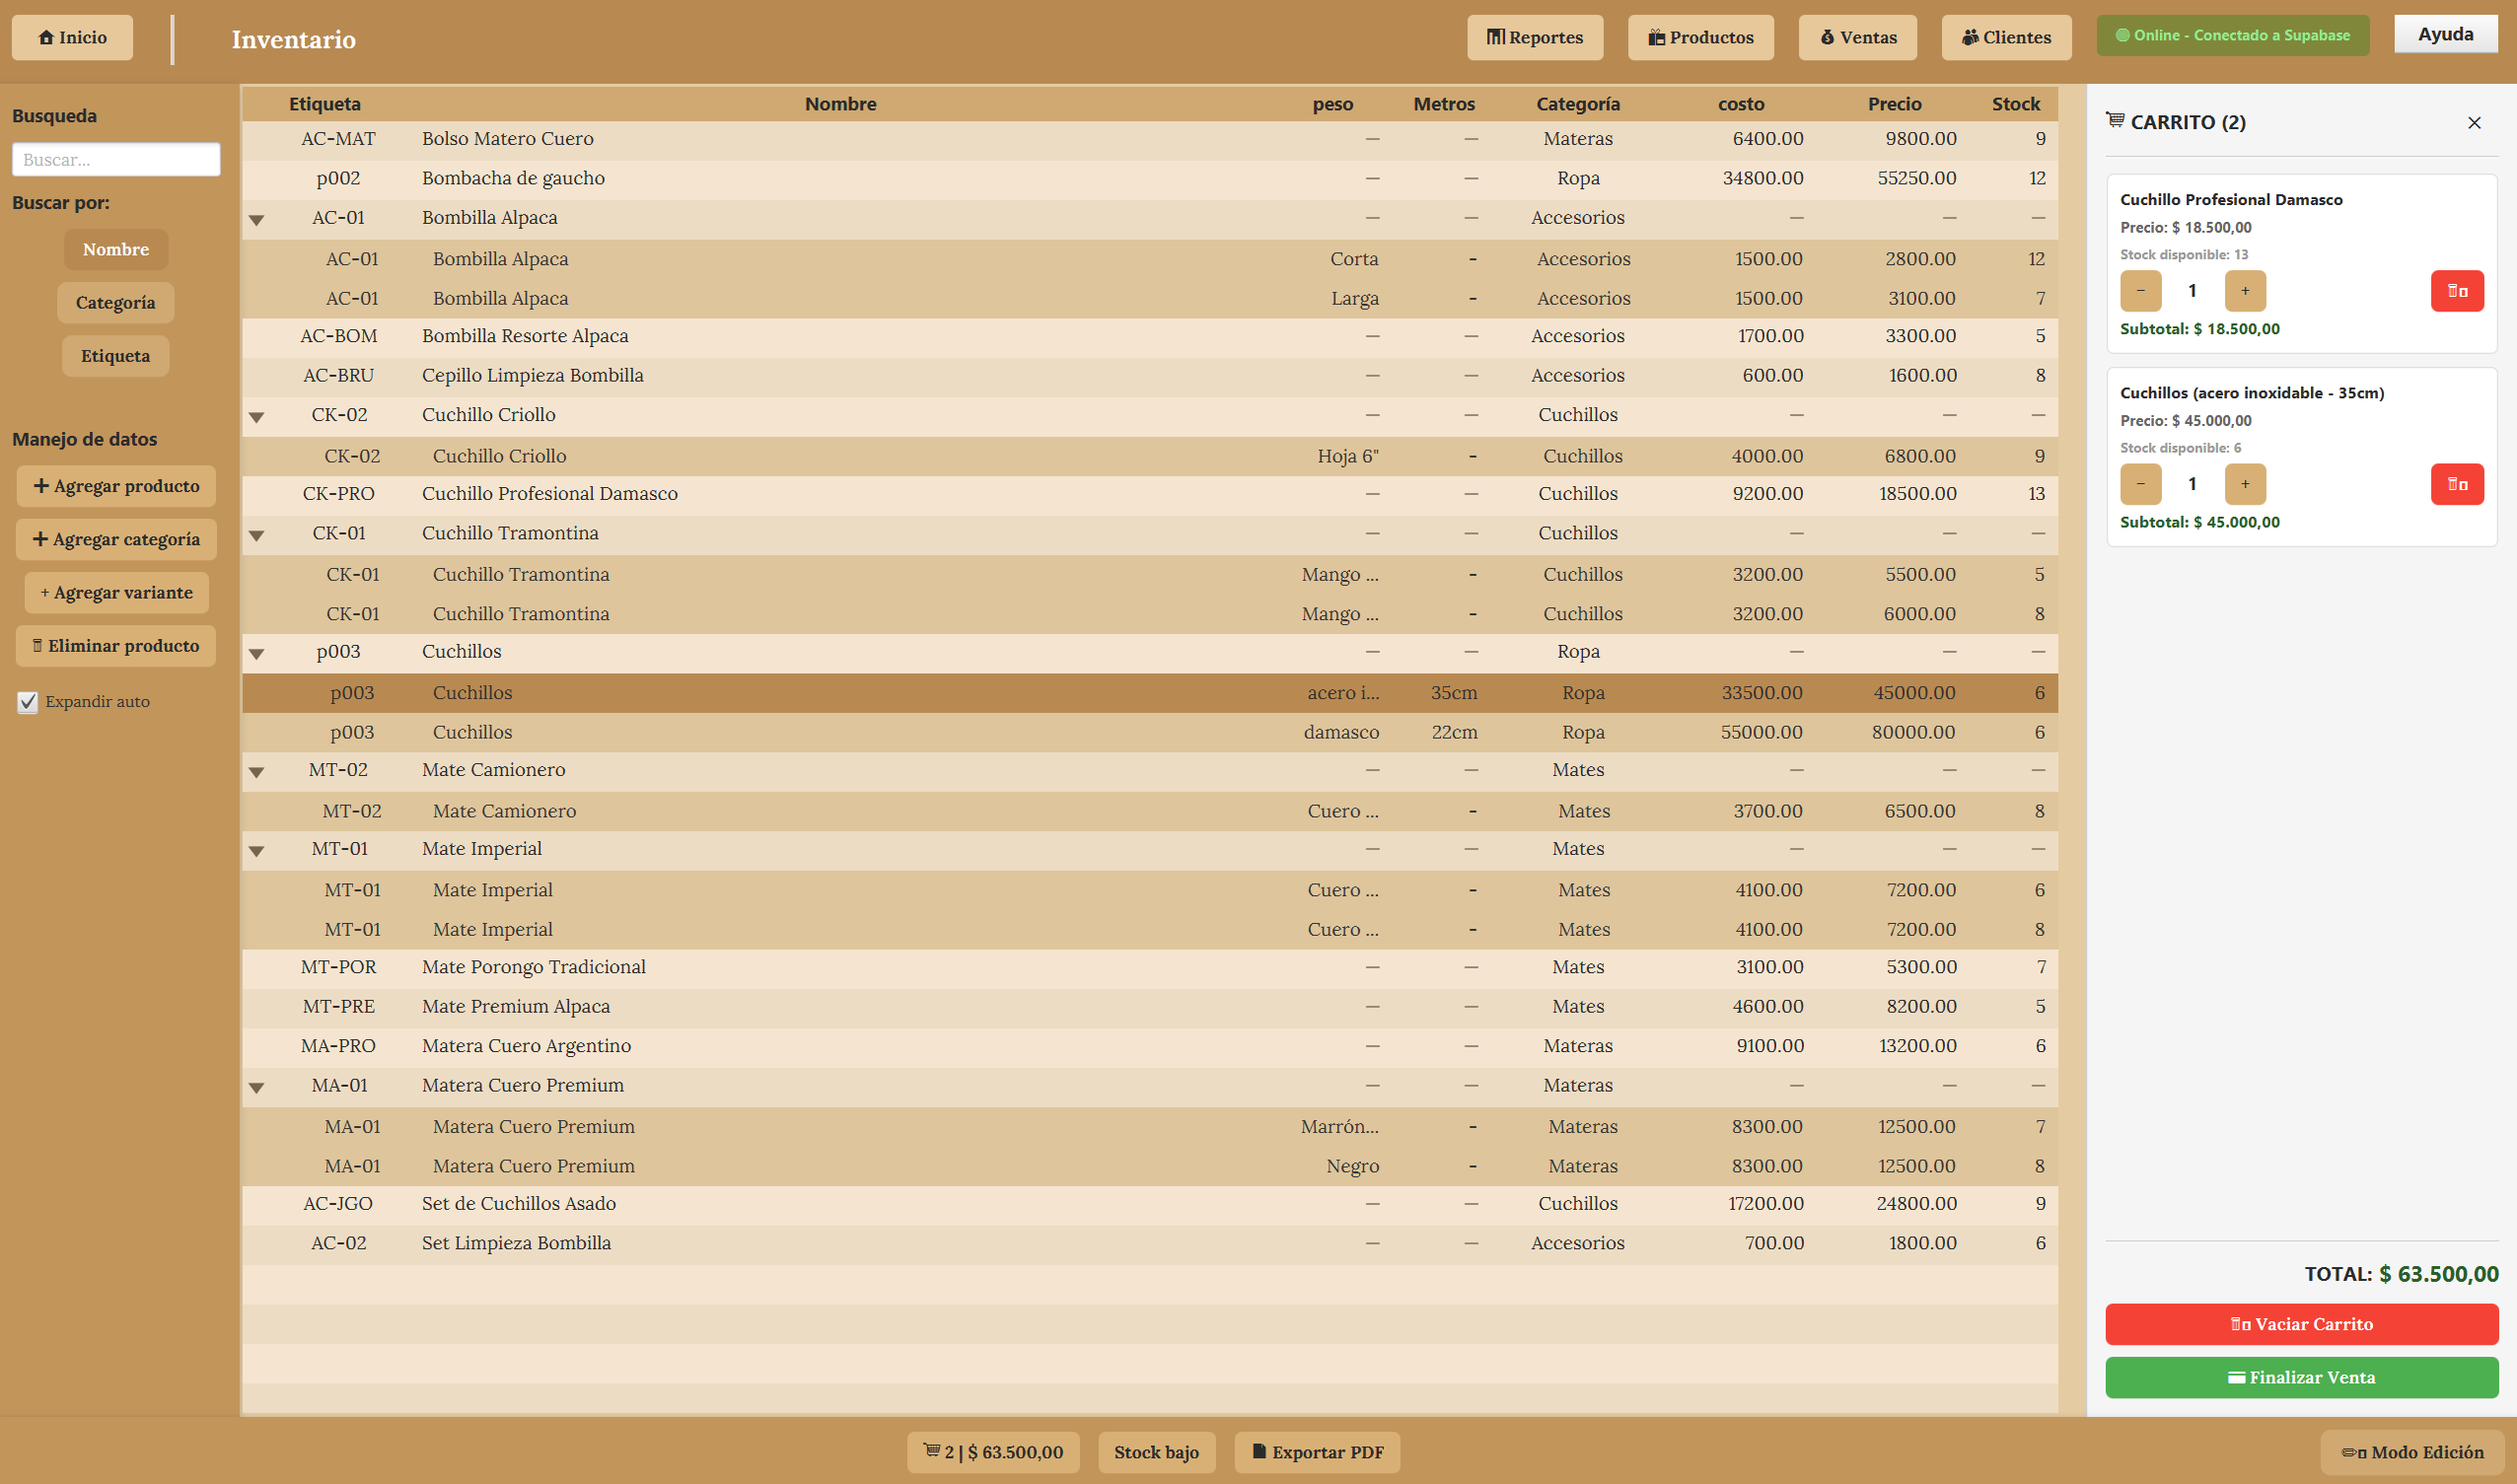 Inicio
Inventario
Reportes
Productos
Ventas
Clientes
Online - Conectado a Supabase
Ayuda
Busqueda
Buscar...
Buscar por:
Nombre
Categoría
Etiqueta
Manejo de datos
+ Agregar producto
+ Agregar categoría
+ Agregar variante
Eliminar producto
Expandir auto
Etiqueta Nombre peso Metros Categoría costo Precio Stock
AC-MAT Bolso Matero Cuero — — Materas 6400.00 9800.00 9
p002 Bombacha de gaucho — — Ropa 34800.00 55250.00 12
AC-01 Bombilla Alpaca — — Accesorios — — —
AC-01 Bombilla Alpaca Corta - Accesorios 1500.00 2800.00 12
AC-01 Bombilla Alpaca Larga - Accesorios 1500.00 3100.00 7
AC-BOM Bombilla Resorte Alpaca — — Accesorios 1700.00 3300.00 5
AC-BRU Cepillo Limpieza Bombilla — — Accesorios 600.00 1600.00 8
CK-02 Cuchillo Criollo — — Cuchillos — — —
CK-02 Cuchillo Criollo Hoja 6" - Cuchillos 4000.00 6800.00 9
CK-PRO Cuchillo Profesional Damasco — — Cuchillos 9200.00 18500.00 13
CK-01 Cuchillo Tramontina — — Cuchillos — — —
CK-01 Cuchillo Tramontina Mango ... - Cuchillos 3200.00 5500.00 5
CK-01 Cuchillo Tramontina Mango ... - Cuchillos 3200.00 6000.00 8
p003 Cuchillos — — Ropa — — —
p003 Cuchillos acero i... 35cm Ropa 33500.00 45000.00 6
p003 Cuchillos damasco 22cm Ropa 55000.00 80000.00 6
MT-02 Mate Camionero — — Mates — — —
MT-02 Mate Camionero Cuero ... - Mates 3700.00 6500.00 8
MT-01 Mate Imperial — — Mates — — —
MT-01 Mate Imperial Cuero ... - Mates 4100.00 7200.00 6
MT-01 Mate Imperial Cuero ... - Mates 4100.00 7200.00 8
MT-POR Mate Porongo Tradicional — — Mates 3100.00 5300.00 7
MT-PRE Mate Premium Alpaca — — Mates 4600.00 8200.00 5
MA-PRO Matera Cuero Argentino — — Materas 9100.00 13200.00 6
MA-01 Matera Cuero Premium — — Materas — — —
MA-01 Matera Cuero Premium Marrón... - Materas 8300.00 12500.00 7
MA-01 Matera Cuero Premium Negro - Materas 8300.00 12500.00 8
AC-JGO Set de Cuchillos Asado — — Cuchillos 17200.00 24800.00 9
AC-02 Set Limpieza Bombilla — — Accesorios 700.00 1800.00 6
CARRITO (2) ×
Cuchillo Profesional Damasco
Precio: $ 18.500,00
Stock disponible: 13
− 1 +
Subtotal: $ 18.500,00
Cuchillos (acero inoxidable - 35cm)
Precio: $ 45.000,00
Stock disponible: 6
− 1 +
Subtotal: $ 45.000,00
TOTAL: $ 63.500,00
Vaciar Carrito
Finalizar Venta
2 | $ 63.500,00
Stock bajo
Exportar PDF
Modo Edición